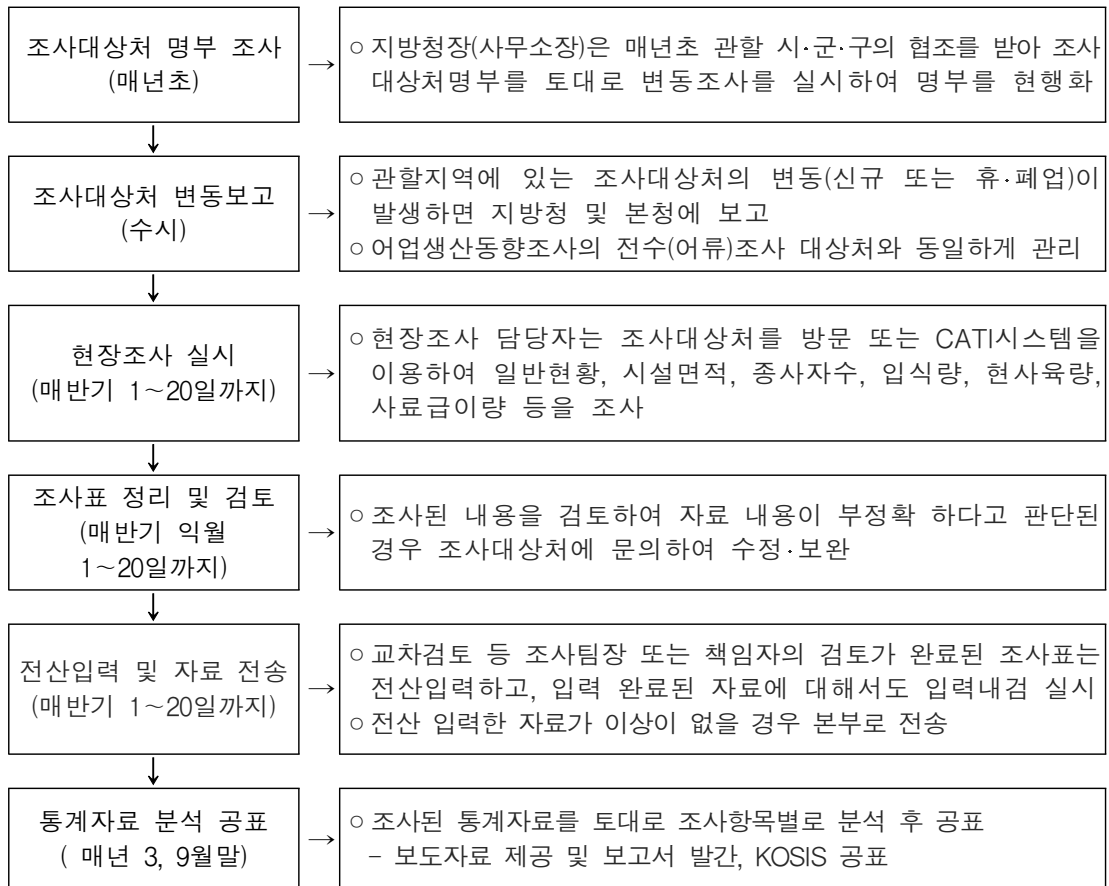 조사대상처 명부 조사
(매년초)
→
○ 지방청장(사무소장)은 매년초 관할 시·군·구의 협조를 받아 조사
대상처명부를 토대로 변동조사를 실시하여 명부를 현행화
↓
조사대상처 변동보고
(수시)
→
○ 관할지역에 있는 조사대상처의 변동(신규 또는 휴·폐업)이
발생하면 지방청 및 본청에 보고
○ 어업생산동향조사의 전수(어류)조사 대상처와 동일하게 관리
↓
현장조사 실시
(매반기 1~20일까지)
→
○ 현장조사 담당자는 조사대상처를 방문 또는 CATI시스템을
이용하여 일반현황, 시설면적, 종사자수, 입식량, 현사육량,
사료급이량 등을 조사
↓
조사표 정리 및 검토
(매반기 익월
1~20일까지)
→
○ 조사된 내용을 검토하여 자료 내용이 부정확 하다고 판단된
경우 조사대상처에 문의하여 수정·보완
↓
전산입력 및 자료 전송
(매반기 1~20일까지)
→
○ 교차검토 등 조사팀장 또는 책임자의 검토가 완료된 조사표는
전산입력하고, 입력 완료된 자료에 대해서도 입력내검 실시
○ 전산 입력한 자료가 이상이 없을 경우 본부로 전송
↓
통계자료 분석 공표
( 매년 3, 9월말)
→
○ 조사된 통계자료를 토대로 조사항목별로 분석 후 공표
- 보도자료 제공 및 보고서 발간, KOSIS 공표